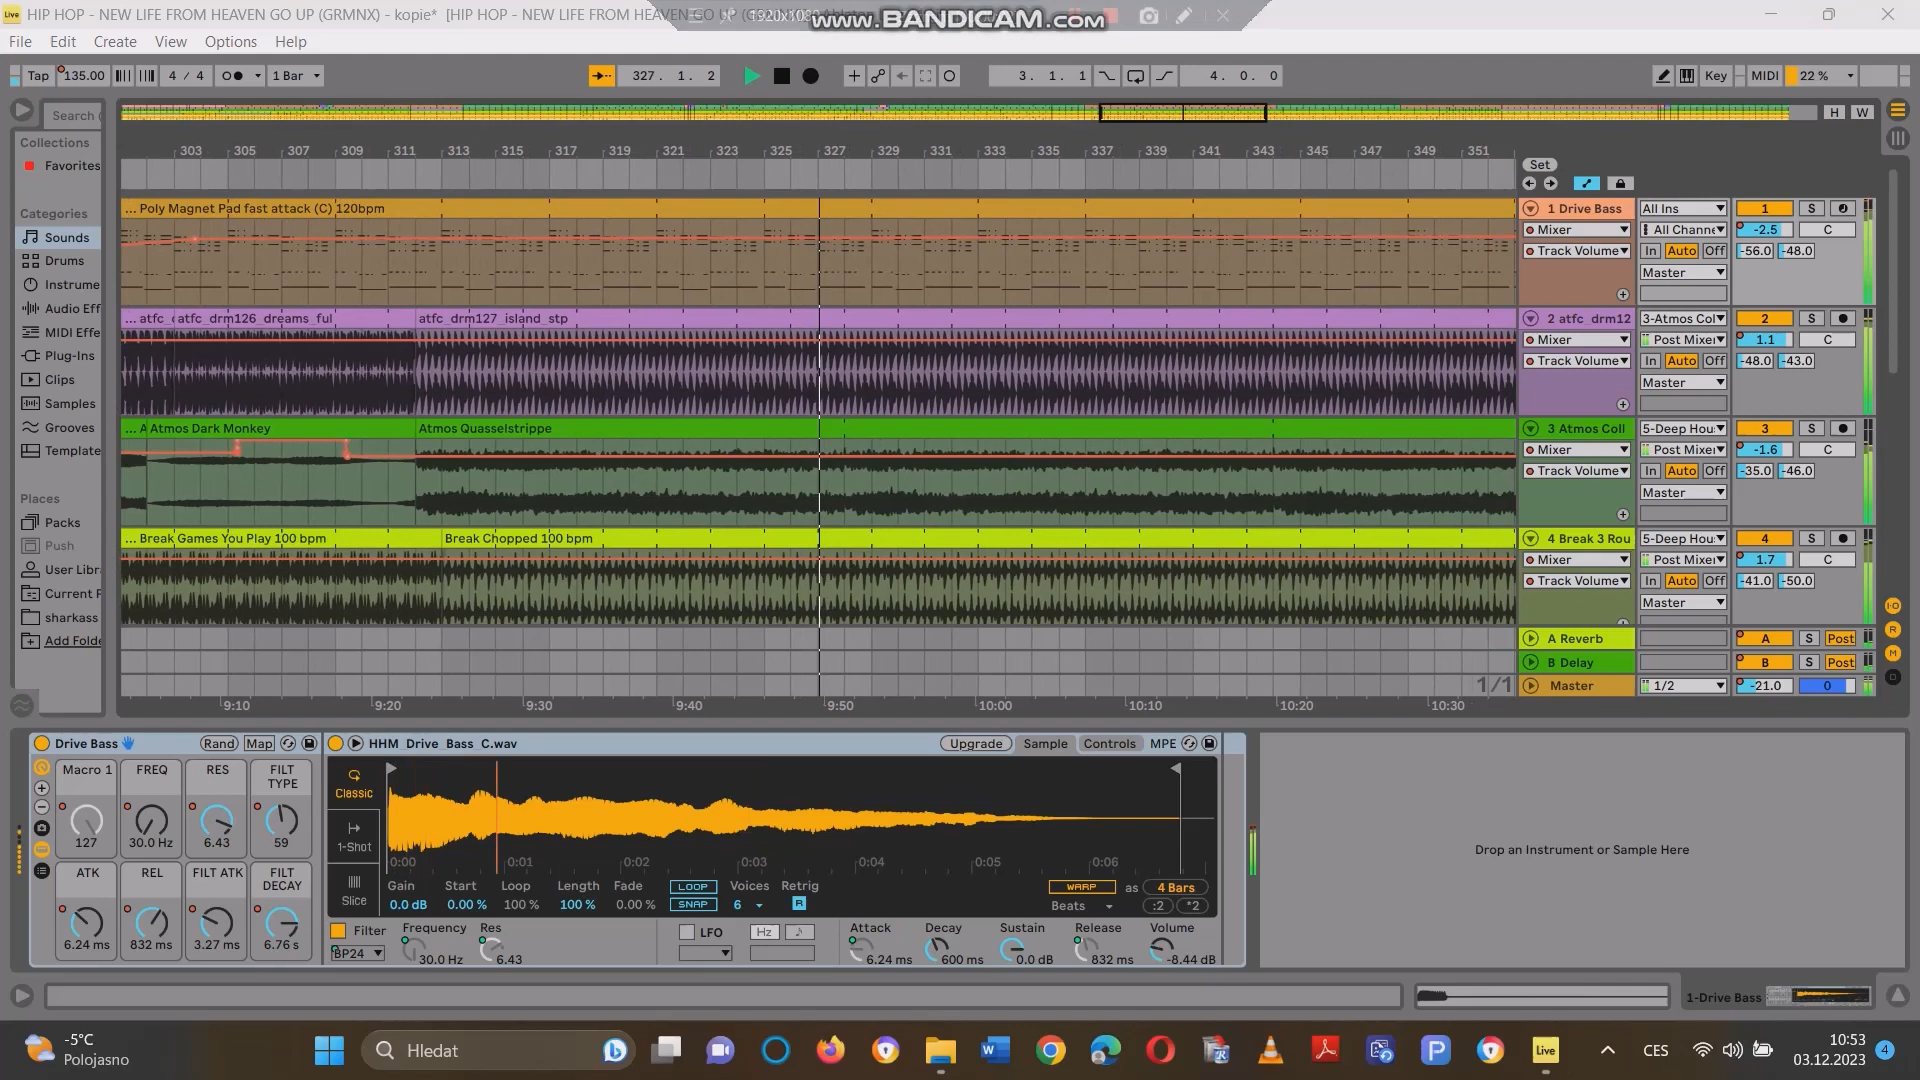 HIP HOP - NEW LIFE FROM HEAVEN GO UP (GRMNX) - kopie* [HIP HOP - NEW LIFE FROM HEAVEN GO UP (G
1920x1080
www.BANDICAM.com
File Edit Create View Options Help
Tap 135.00 4 / 4 1 Bar 327. 1. 2 3. 1. 1 4. 0. 0 Key MIDI 22 %
Search (
H W
Collections
Favorites
Categories
Sounds
Drums
Instrume
Audio Eff
MIDI Effe
Plug-Ins
Clips
Samples
Grooves
Template
Places
Packs
Push
User Libr
Current F
sharkass
Add Folde
303 305 307 309 311 313 315 317 319 321 323 325 327 329 331 333 335 337 339 341 343 345 347 349 351
Set
... Poly Magnet Pad fast attack (C) 120bpm
1 Drive Bass All Ins 1 S
Mixer All Channe -2.5 C
Track Volume In Auto Off -56.0 -48.0
Master
... atfc_( atfc_drm126_dreams_ful atfc_drm127_island_stp
2 atfc_drm12 3-Atmos Col 2 S
Mixer Post Mixer 1.1 C
Track Volume In Auto Off -48.0 -43.0
Master
... A Atmos Dark Monkey Atmos Quasselstrippe
3 Atmos Coll 5-Deep Hou 3 S
Mixer Post Mixer -1.6 C
Track Volume In Auto Off -35.0 -46.0
Master
... Break Games You Play 100 bpm Break Chopped 100 bpm
4 Break 3 Rou 5-Deep Hou 4 S
Mixer Post Mixer 1.7 C
Track Volume In Auto Off -41.0 -50.0
Master
A Reverb A S Post
B Delay B S Post
1/1 Master 1/2 -21.0 0
9:10 9:20 9:30 9:40 9:50 10:00 10:10 10:20 10:30
I·O
R
M
D
Drive Bass Rand Map
Macro 1 FREQ RES FILT TYPE
127 30.0 Hz 6.43 59
ATK REL FILT ATK FILT DECAY
6.24 ms 832 ms 3.27 ms 6.76 s
HHM_Drive_Bass_C.wav Upgrade Sample Controls MPE
Classic
1-Shot
Slice
0:00 0:01 0:02 0:03 0:04 0:05 0:06
Gain Start Loop Length Fade LOOP Voices Retrig WARP as 4 Bars
0.0 dB 0.00 % 100 % 100 % 0.00 % SNAP 6 R Beats :2 *2
Filter Frequency Res LFO Hz Attack Decay Sustain Release Volume
BP24 30.0 Hz 6.43 6.24 ms 600 ms 0.0 dB 832 ms -8.44 dB
Drop an Instrument or Sample Here
1-Drive Bass
-5°C
Polojasno
Hledat
Live
CES
10:53
03.12.2023
4